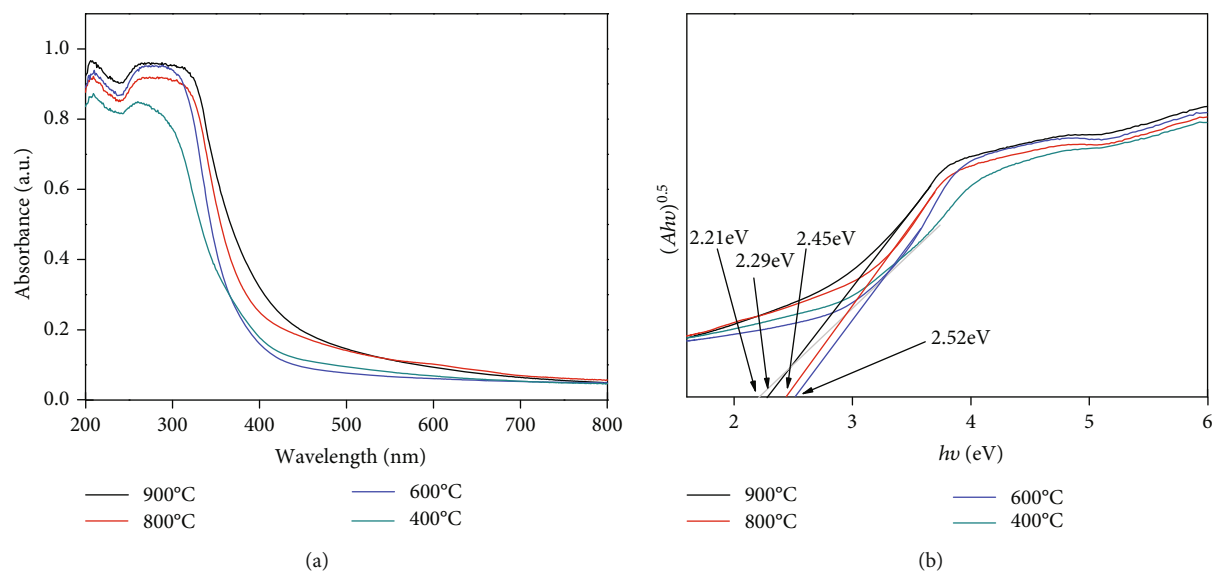 1.0
0.8
0.6
0.4
0.2
0.0
Absorbance (a.u.)
200 300 400 500 600 700 800
Wavelength (nm)
900°C 600°C
800°C 400°C
(a)
(Ahν)^0.5
2.21eV 2.45eV
2.29eV
2.52eV
2 3 4 5 6
hν (eV)
900°C 600°C
800°C 400°C
(b)